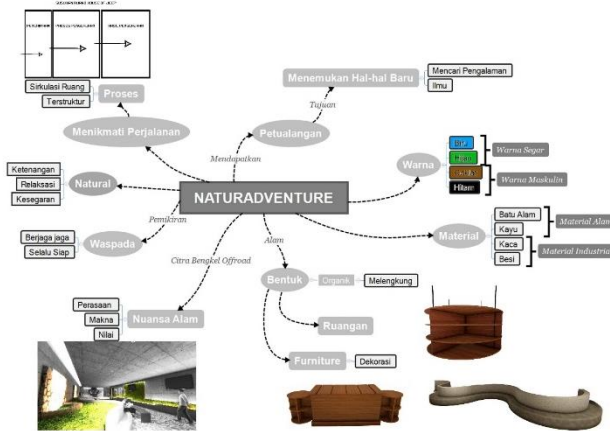 Menemukan Hal-hal Baru
Mencari Pengalaman
Ilmu
Sirkulasi Ruang
Terstruktur
Proses
Tujuan
Menikmati Perjalanan
Petualangan
Mendapatkan
Warna
Biru
Hijau
Hitam
Warna Segar
Warna Maskulin
Ketenangan
Relaksasi
Kesegaran
Natural
NATURADVENTURE
Pemikiran
Berjaga jaga
Selalu Siap
Waspada
Citra Bengkel Offroad
Alam
Material
Batu Alam
Kayu
Kaca
Besi
Material Alam
Material Industrial
Bentuk
Organik
Melengkung
Perasaan
Makna
Nilai
Nuansa Alam
Ruangan
Furniture
Dekorasi